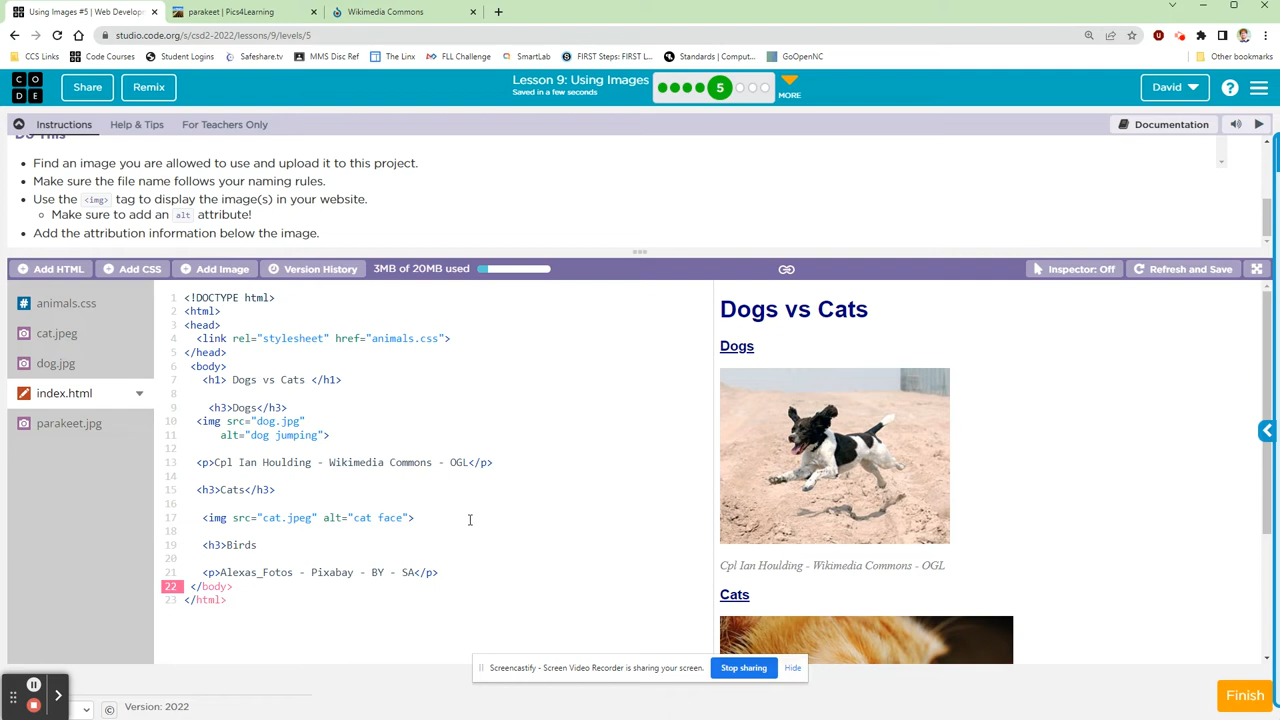 Using Images #5 | Web Develop
parakeet | Pics4Learning
Wikimedia Commons
studio.code.org/s/csd2-2022/lessons/9/levels/5
CCS Links
Code Courses
Student Logins
Safeshare.tv
MMS Disc Ref
The Linx
FLL Challenge
SmartLab
FIRST Steps: FIRST L...
Standards | Comput...
GoOpenNC
Other bookmarks
C O
D E
Share
Remix
Lesson 9: Using Images
Saved in a few seconds
5
MORE
David
?
Instructions
Help & Tips
For Teachers Only
Documentation
Do This
• Find an image you are allowed to use and upload it to this project.
• Make sure the file name follows your naming rules.
• Use the <img> tag to display the image(s) in your website.
Make sure to add an alt attribute!
• Add the attribution information below the image.
Add HTML
Add CSS
Add Image
Version History
3MB of 20MB used
Inspector: Off
Refresh and Save
animals.css
cat.jpeg
dog.jpg
index.html
parakeet.jpg
1 <!DOCTYPE html>
2 <html>
3 <head>
4 <link rel="stylesheet" href="animals.css">
5 </head>
6 <body>
7 <h1> Dogs vs Cats </h1>
8
9 <h3>Dogs</h3>
10 <img src="dog.jpg"
11 alt="dog jumping">
12
13 <p>Cpl Ian Houlding - Wikimedia Commons - OGL</p>
14
15 <h3>Cats</h3>
16
17 <img src="cat.jpeg" alt="cat face">
18
19 <h3>Birds
20
21 <p>Alexas_Fotos - Pixabay - BY - SA</p>
22 </body>
23 </html>
Dogs vs Cats
Dogs
Cpl Ian Houlding - Wikimedia Commons - OGL
Cats
Screencastify - Screen Video Recorder is sharing your screen.
Stop sharing
Hide
Version: 2022
Finish